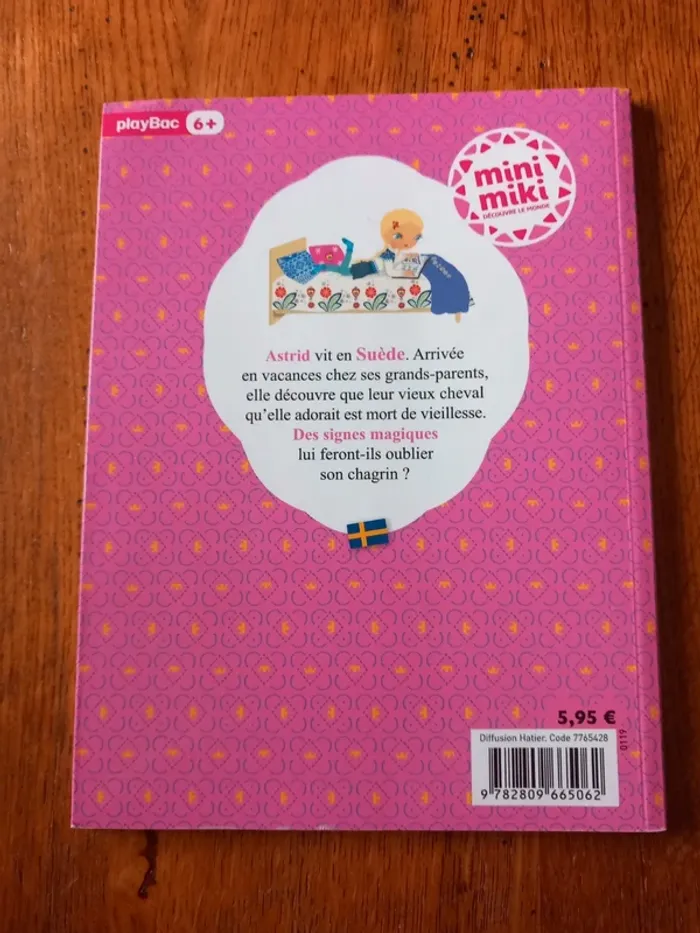 playBac 6+
mini
miki
DÉCOUVRE LE MONDE
Astrid vit en Suède. Arrivée
en vacances chez ses grands-parents,
elle découvre que leur vieux cheval
qu'elle adorait est mort de vieillesse.
Des signes magiques
lui feront-ils oublier
son chagrin ?
5,95 €
Diffusion Hatier. Code 7765428
0119
9 782809 665062